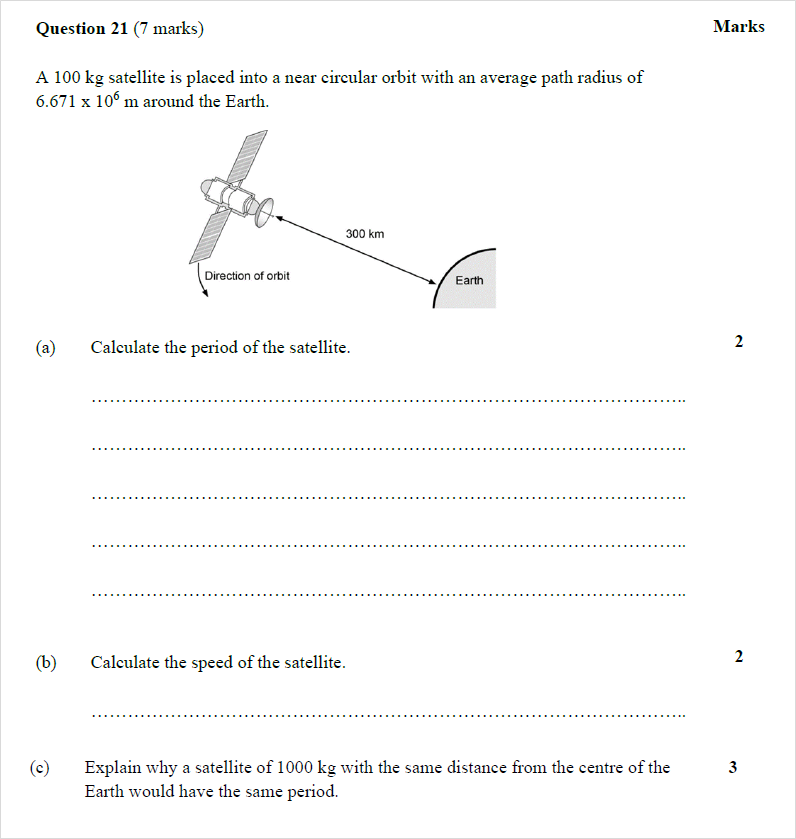 Question 21 (7 marks)
Marks
A 100 kg satellite is placed into a near circular orbit with an average path radius of
6.671 x 10⁶ m around the Earth.
300 km
Direction of orbit
Earth
(a) Calculate the period of the satellite. 2
……………………………………………………………………………………….
……………………………………………………………………………………….
……………………………………………………………………………………….
……………………………………………………………………………………….
……………………………………………………………………………………….
(b) Calculate the speed of the satellite. 2
……………………………………………………………………………………….
(c) Explain why a satellite of 1000 kg with the same distance from the centre of the 3
Earth would have the same period.